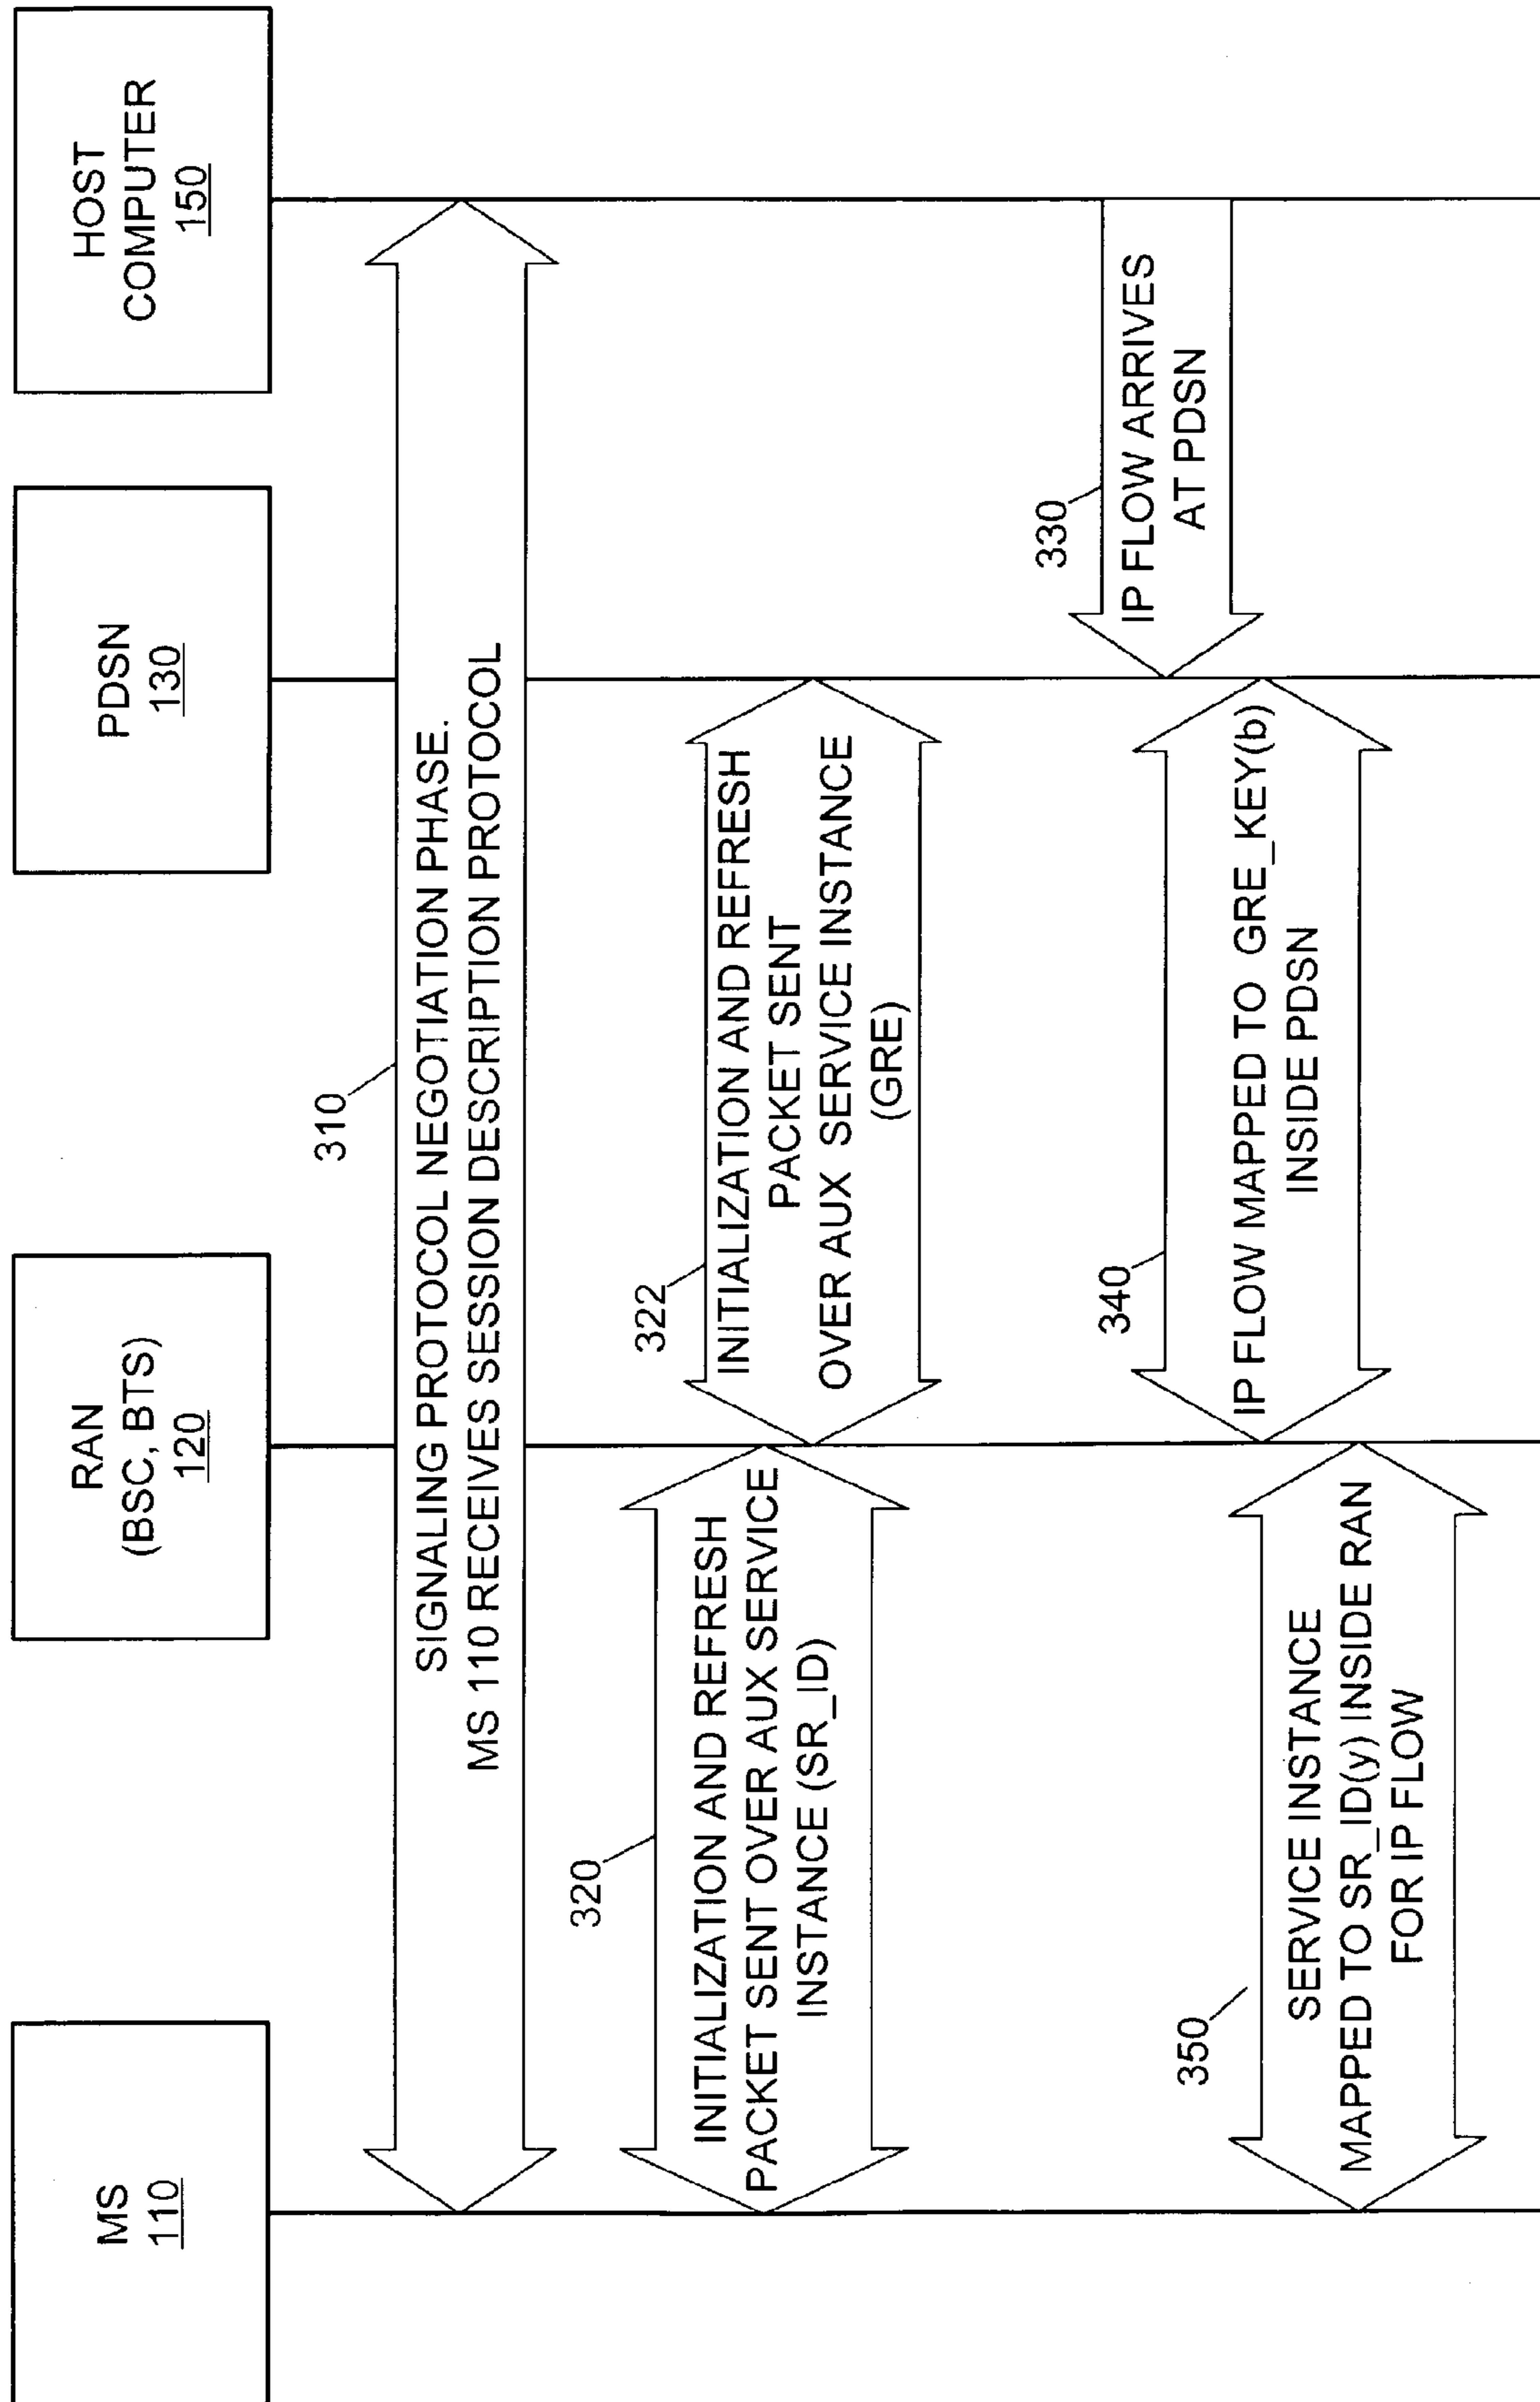 MS
110
RAN
(BSC, BTS)
120
PDSN
130
HOST
COMPUTER
150
310
SIGNALING PROTOCOL NEGOTIATION PHASE.
MS 110 RECEIVES SESSION DESCRIPTION PROTOCOL
320
INITIALIZATION AND REFRESH
PACKET SENT OVER AUX SERVICE
INSTANCE (SR_ID)
322
INITIALIZATION AND REFRESH
PACKET SENT
OVER AUX SERVICE INSTANCE
(GRE)
330
IP FLOW ARRIVES
AT PDSN
340
IP FLOW MAPPED TO GRE_KEY(b)
INSIDE PDSN
350
SERVICE INSTANCE
MAPPED TO SR_ID(y) INSIDE RAN
FOR IP FLOW